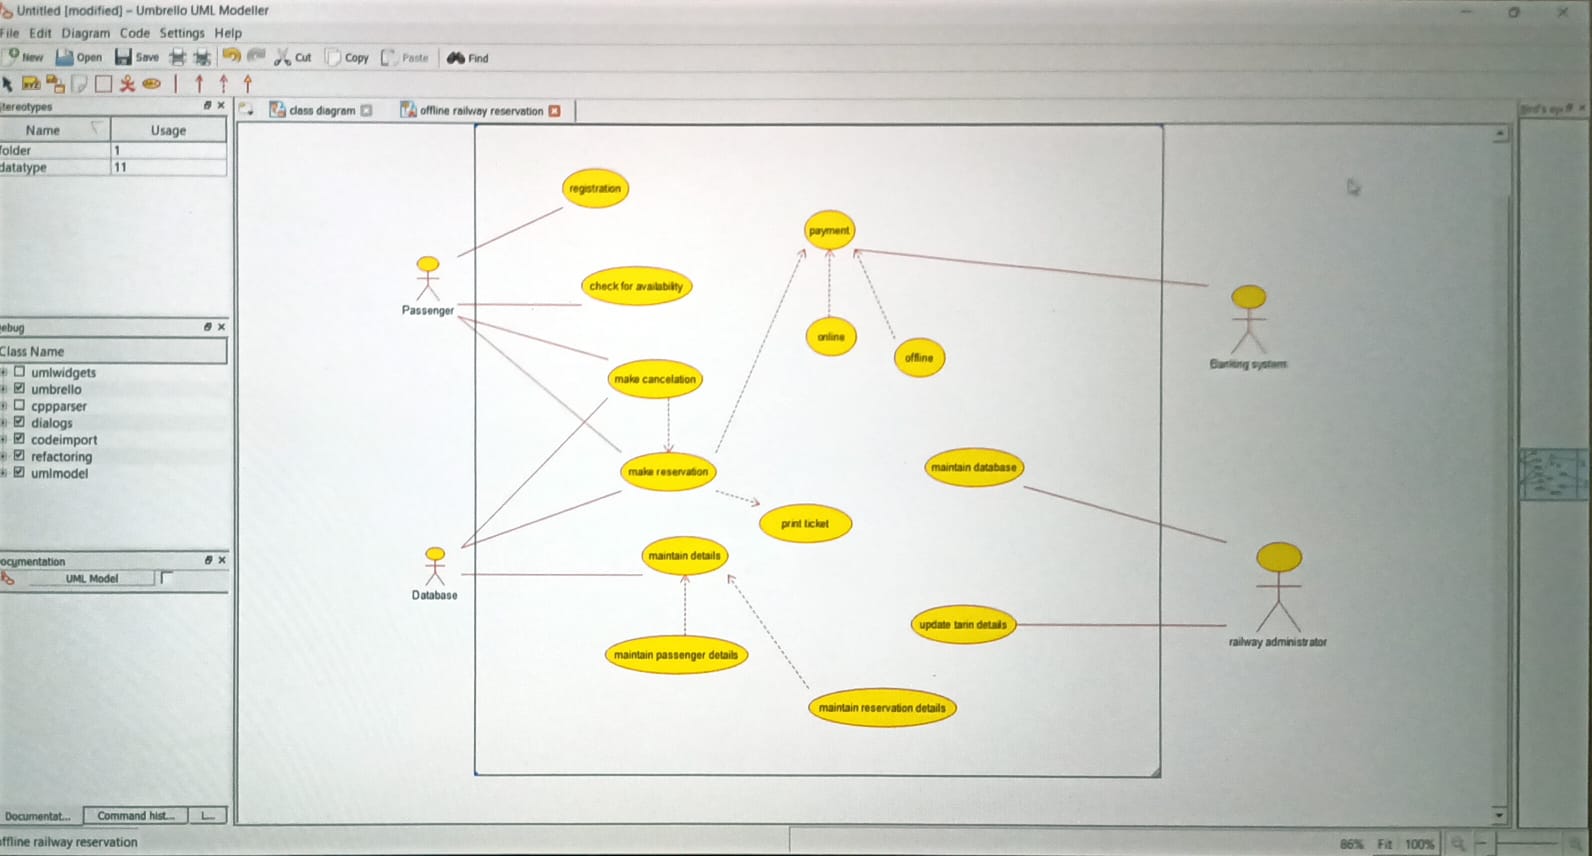 Untitled [modified] – Umbrello UML Modeller
File Edit Diagram Code Settings Help
New Open Save Cut Copy Paste Find
tereotypes
class diagram
offline railway reservation
Name Usage
folder 1
datatype 11
registration
payment
Passenger
check for availability
online
offline
Banking system
ebug
Class Name
umlwidgets
umbrello
cppparser
dialogs
codeimport
refactoring
umlmodel
make cancelation
make reservation
maintain database
print ticket
maintain details
Database
ocumentation
UML Model
update tarin details
railway administrator
maintain passenger details
maintain reservation details
Documentat... Command hist... L...
ffline railway reservation
86% Fit 100%